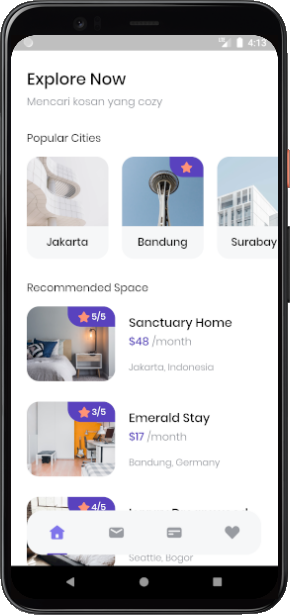 4:13
Explore Now
Mencari kosan yang cozy
Popular Cities
Jakarta
Bandung
Surabay
Recommended Space
5/5
Sanctuary Home
$48 /month
Jakarta, Indonesia
3/5
Emerald Stay
$17 /month
Bandung, Germany
4/5
Seattle, Bogor